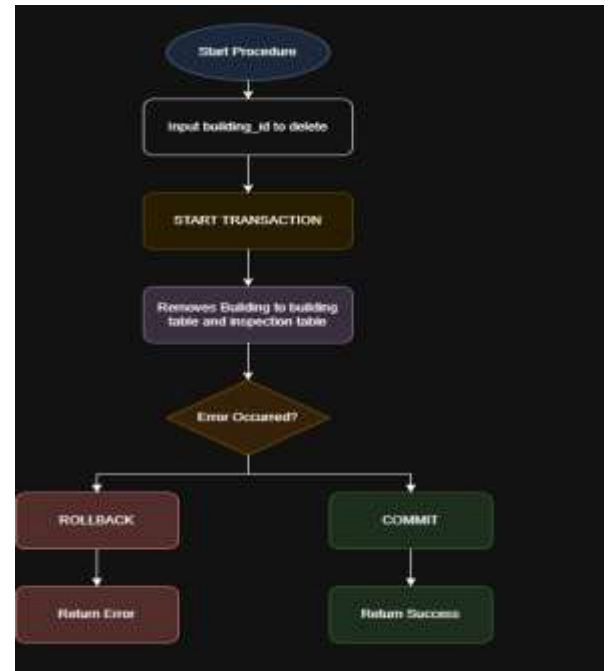 Start Procedure
Input building_id to delete
START TRANSACTION
Removes Building to building
table and inspection table
Error Occurred?
ROLLBACK
COMMIT
Return Error
Return Success